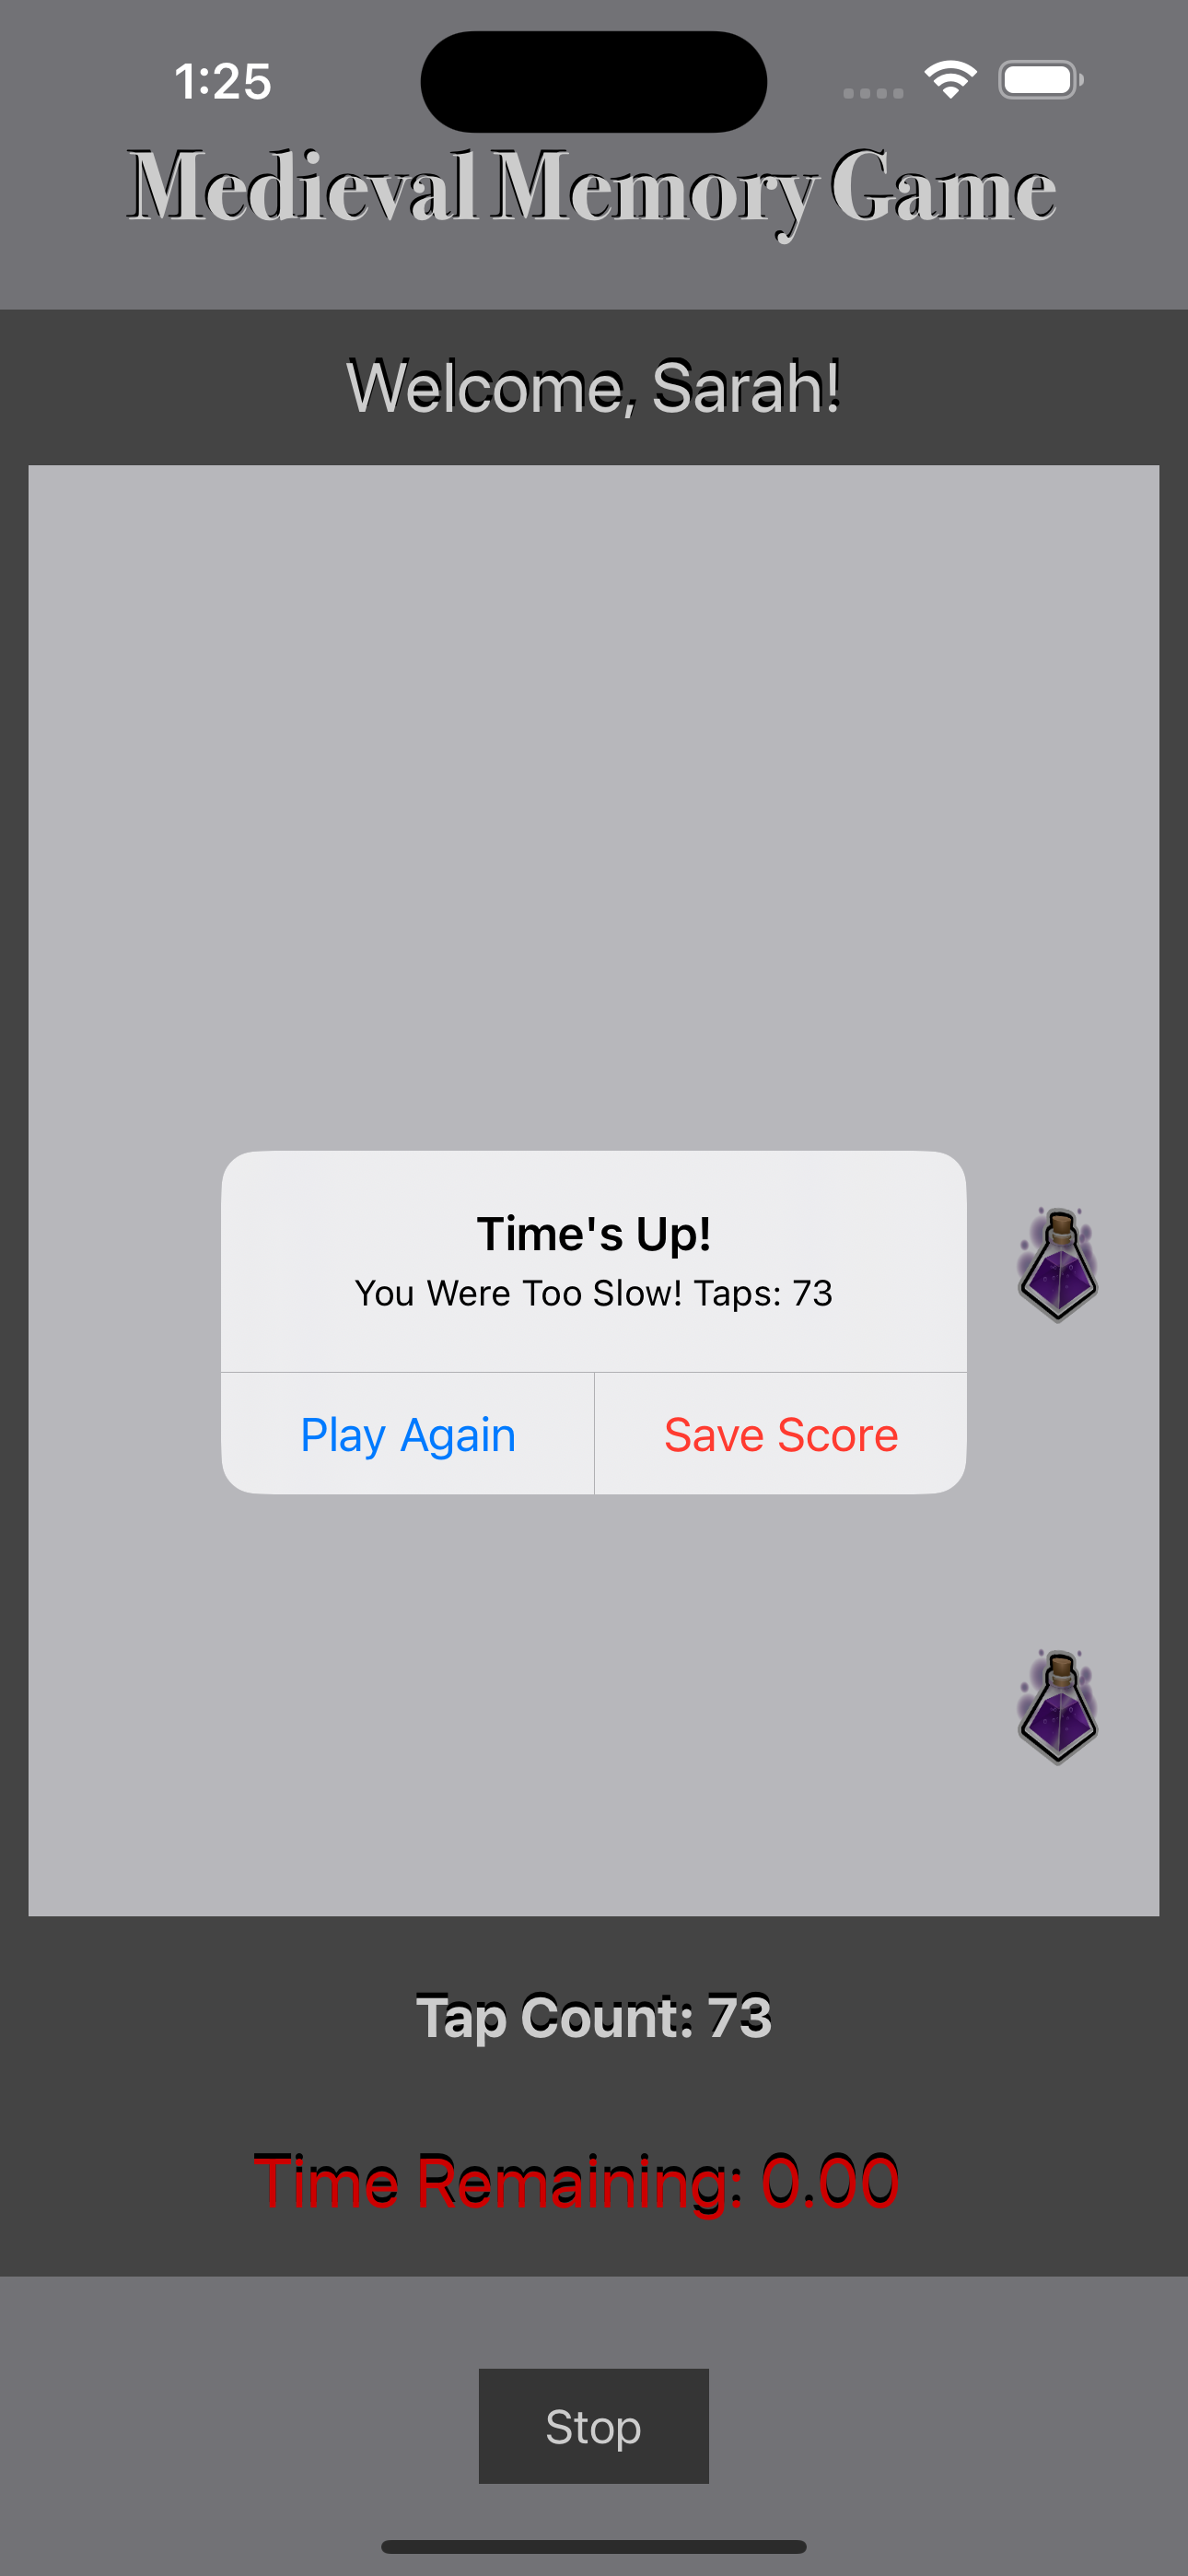 1:25
Medieval Memory Game
Welcome, Sarah!
Time's Up!
You Were Too Slow! Taps: 73
Play Again
Save Score
Tap Count: 73
Time Remaining: 0.00
Stop